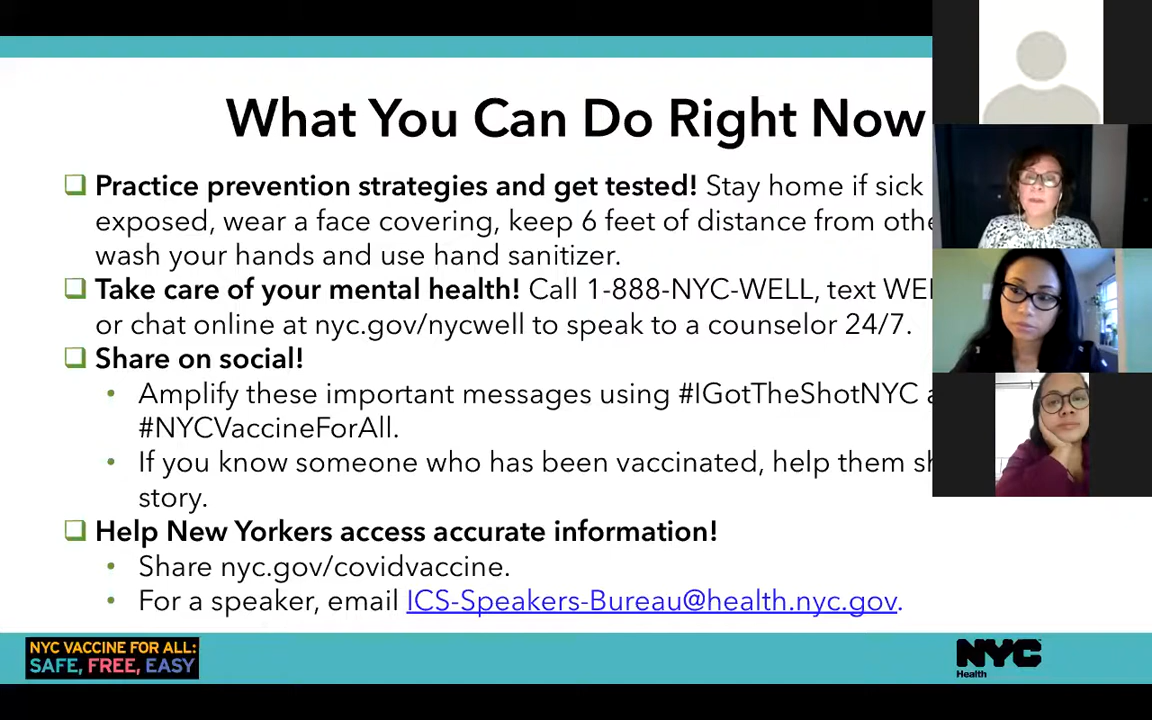 What You Can Do Right Now
❑ Practice prevention strategies and get tested! Stay home if sick
exposed, wear a face covering, keep 6 feet of distance from
wash your hands and use hand sanitizer.
❑ Take care of your mental health! Call 1-888-NYC-WELL, text
or chat online at nyc.gov/nycwell to speak to a counselor 24/7.
❑ Share on social!
• Amplify these important messages using #IGotTheShotNYC
#NYCVaccineForAll.
• If you know someone who has been vaccinated, help them
story.
❑ Help New Yorkers access accurate information!
• Share nyc.gov/covidvaccine.
• For a speaker, email ICS-Speakers-Bureau@health.nyc.gov.
NYC VACCINE FOR ALL:
SAFE, FREE, EASY
NYC
Health